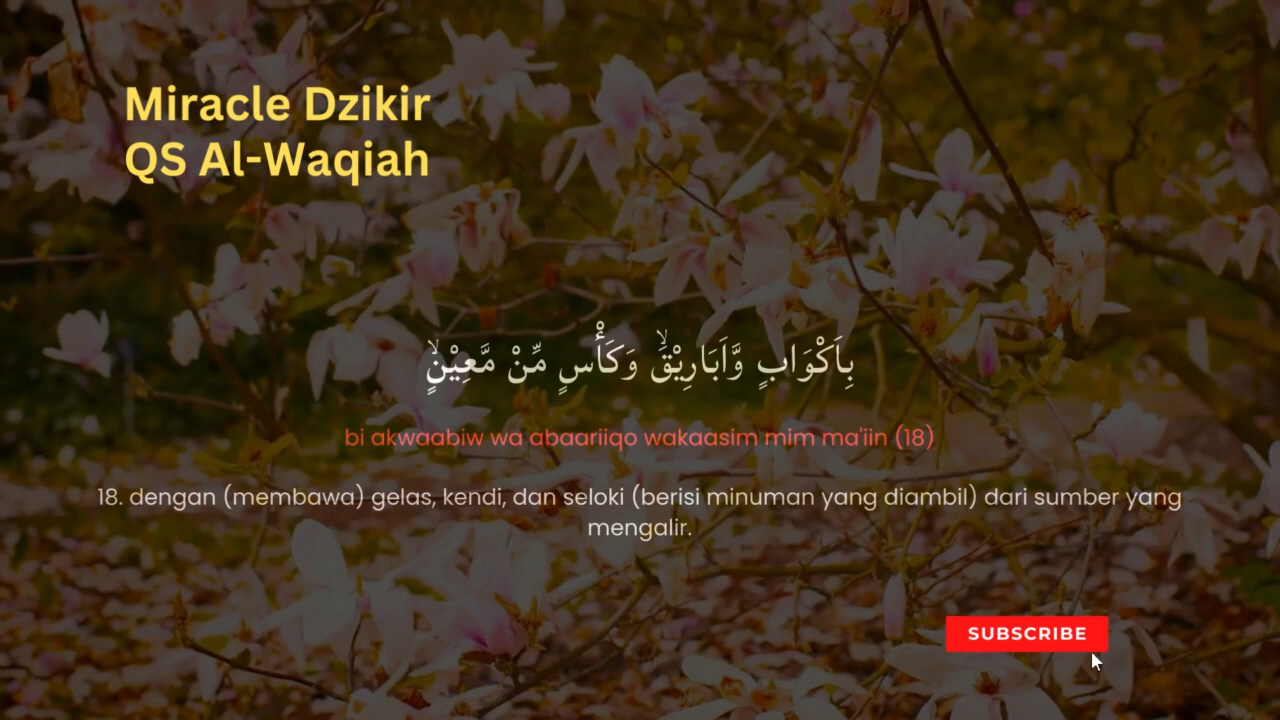 Miracle Dzikir
QS Al-Waqiah
بِاَكْوَابٍ وَّاَبَارِيْقَۙ وَكَأْسٍ مِّنْ مَّعِيْنٍۙ
bi akwaabiw wa abaariiqo wakaasim mim ma'iin (18)
18. dengan (membawa) gelas, kendi, dan seloki (berisi minuman yang diambil) dari sumber yang
mengalir.
SUBSCRIBE